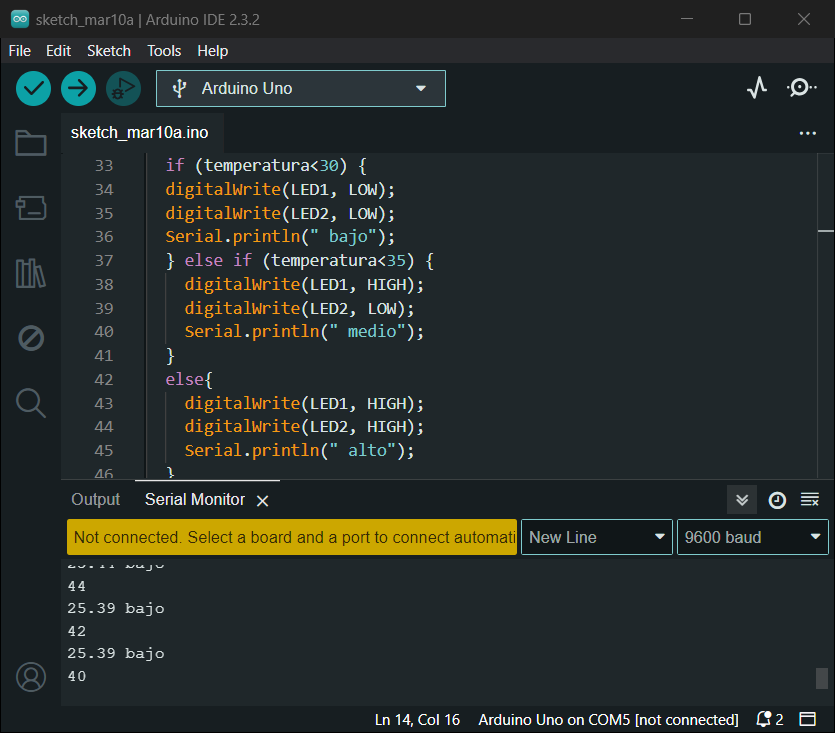 sketch_mar10a | Arduino IDE 2.3.2
File Edit Sketch Tools Help
Arduino Uno
sketch_mar10a.ino
33 if (temperatura<30) {
34 digitalWrite(LED1, LOW);
35 digitalWrite(LED2, LOW);
36 Serial.println(" bajo");
37 } else if (temperatura<35) {
38 digitalWrite(LED1, HIGH);
39 digitalWrite(LED2, LOW);
40 Serial.println(" medio");
41 }
42 else{
43 digitalWrite(LED1, HIGH);
44 digitalWrite(LED2, HIGH);
45 Serial.println(" alto");
46 }
Output Serial Monitor
Not connected. Select a board and a port to connect automati
New Line
9600 baud
bajo
44
25.39 bajo
42
25.39 bajo
40
Ln 14, Col 16 Arduino Uno on COM5 [not connected] 2